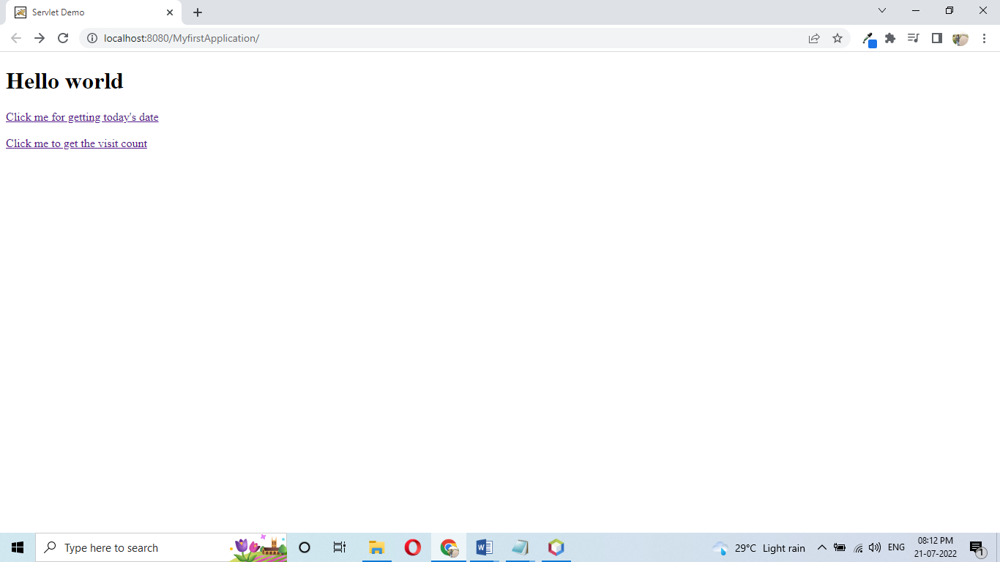 Servlet Demo
localhost:8080/MyfirstApplication/
Hello world
Click me for getting today's date
Click me to get the visit count
Type here to search
29°C Light rain
ENG
08:12 PM
21-07-2022
1